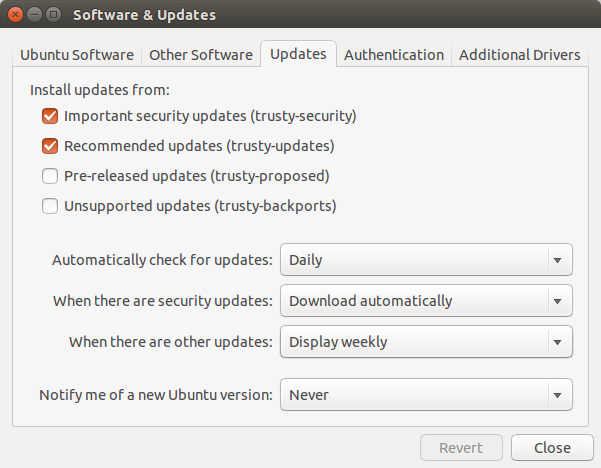 Software & Updates
Ubuntu Software Other Software Updates Authentication Additional Drivers
Install updates from:
Important security updates (trusty-security)
Recommended updates (trusty-updates)
Pre-released updates (trusty-proposed)
Unsupported updates (trusty-backports)
Automatically check for updates: Daily
When there are security updates: Download automatically
When there are other updates: Display weekly
Notify me of a new Ubuntu version: Never
Revert Close